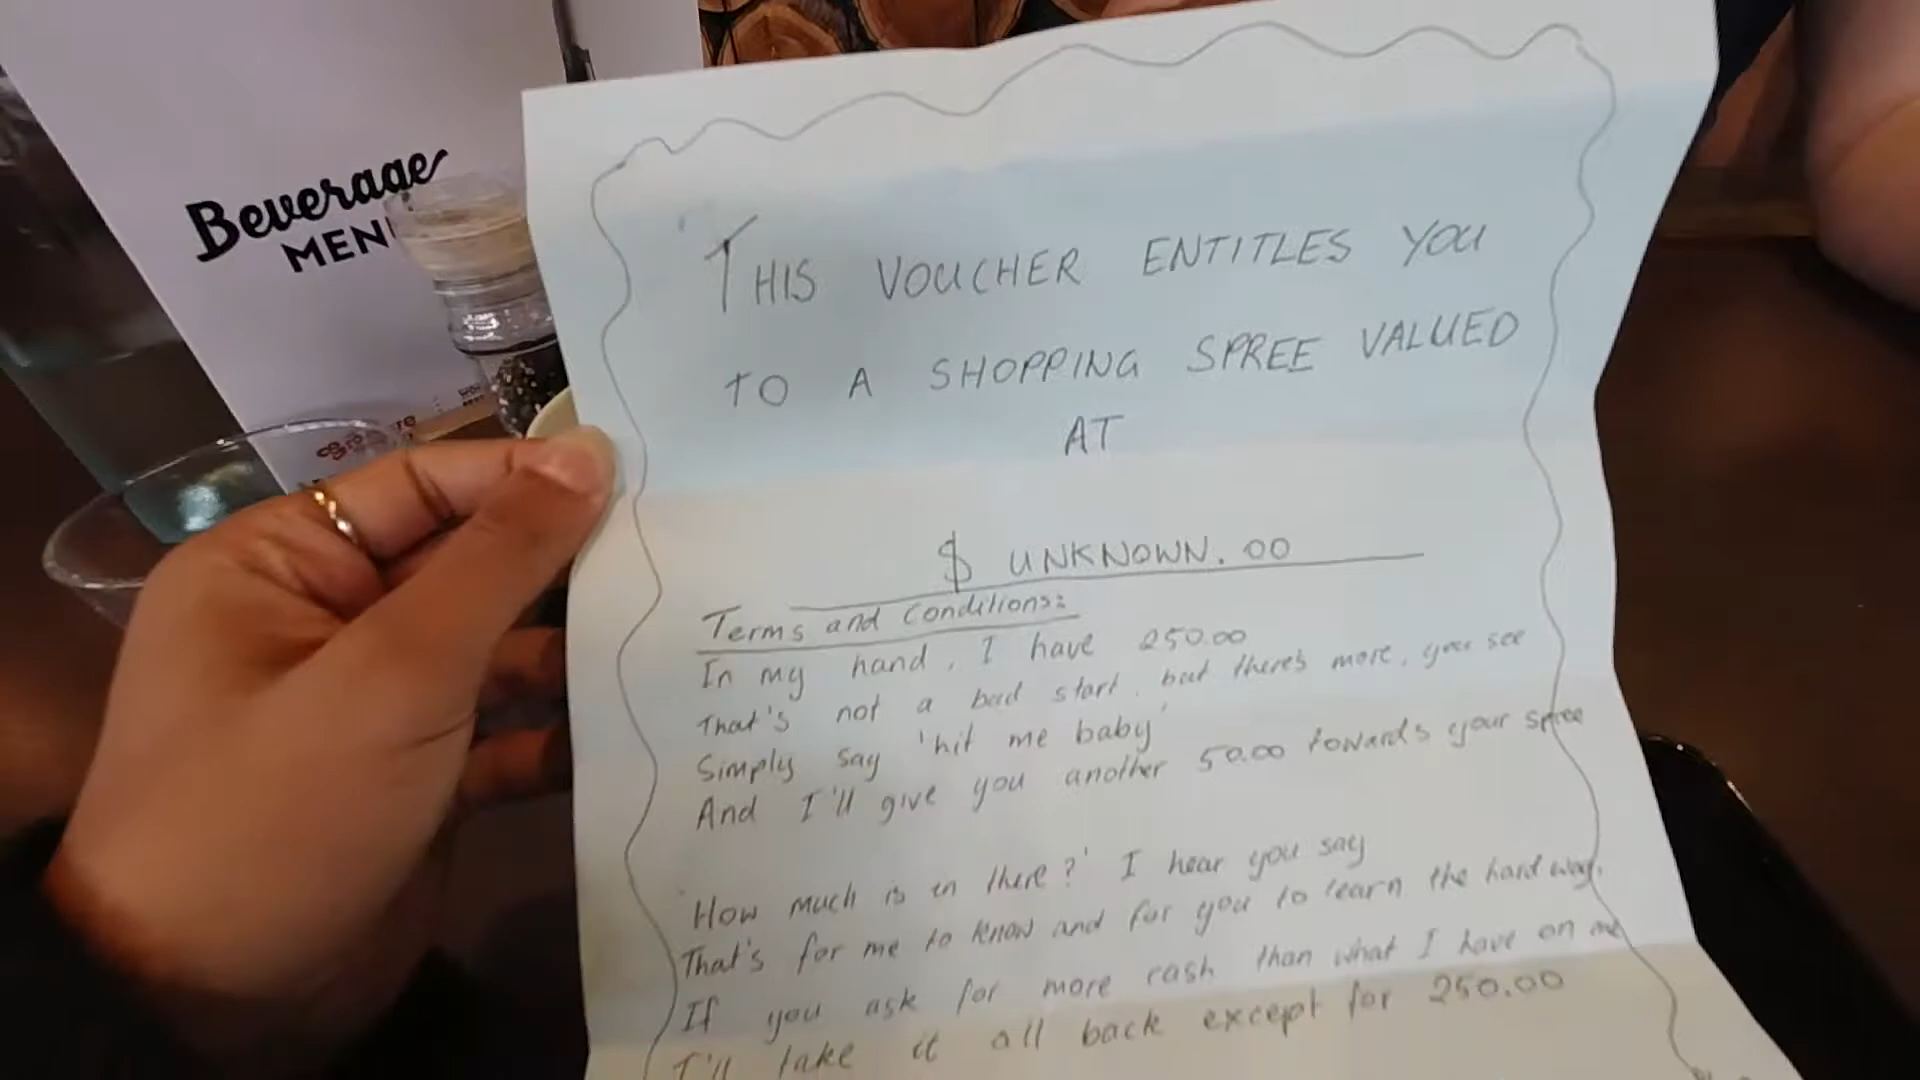 Beverage
MENU
THIS VOUCHER ENTITLES YOU
TO A SHOPPING SPREE VALUED
AT
$ UNKNOWN.00
Terms and Conditions:
In my hand, I have 250.00
That's not a bad start, but there's more, you see
Simply say 'hit me baby'
And I'll give you another 50.00 towards your spree
'How much is in there?' I hear you say
That's for me to know and for you to learn the hard way.
If you ask for more cash than what I have on me
I'll take it all back except for 250.00